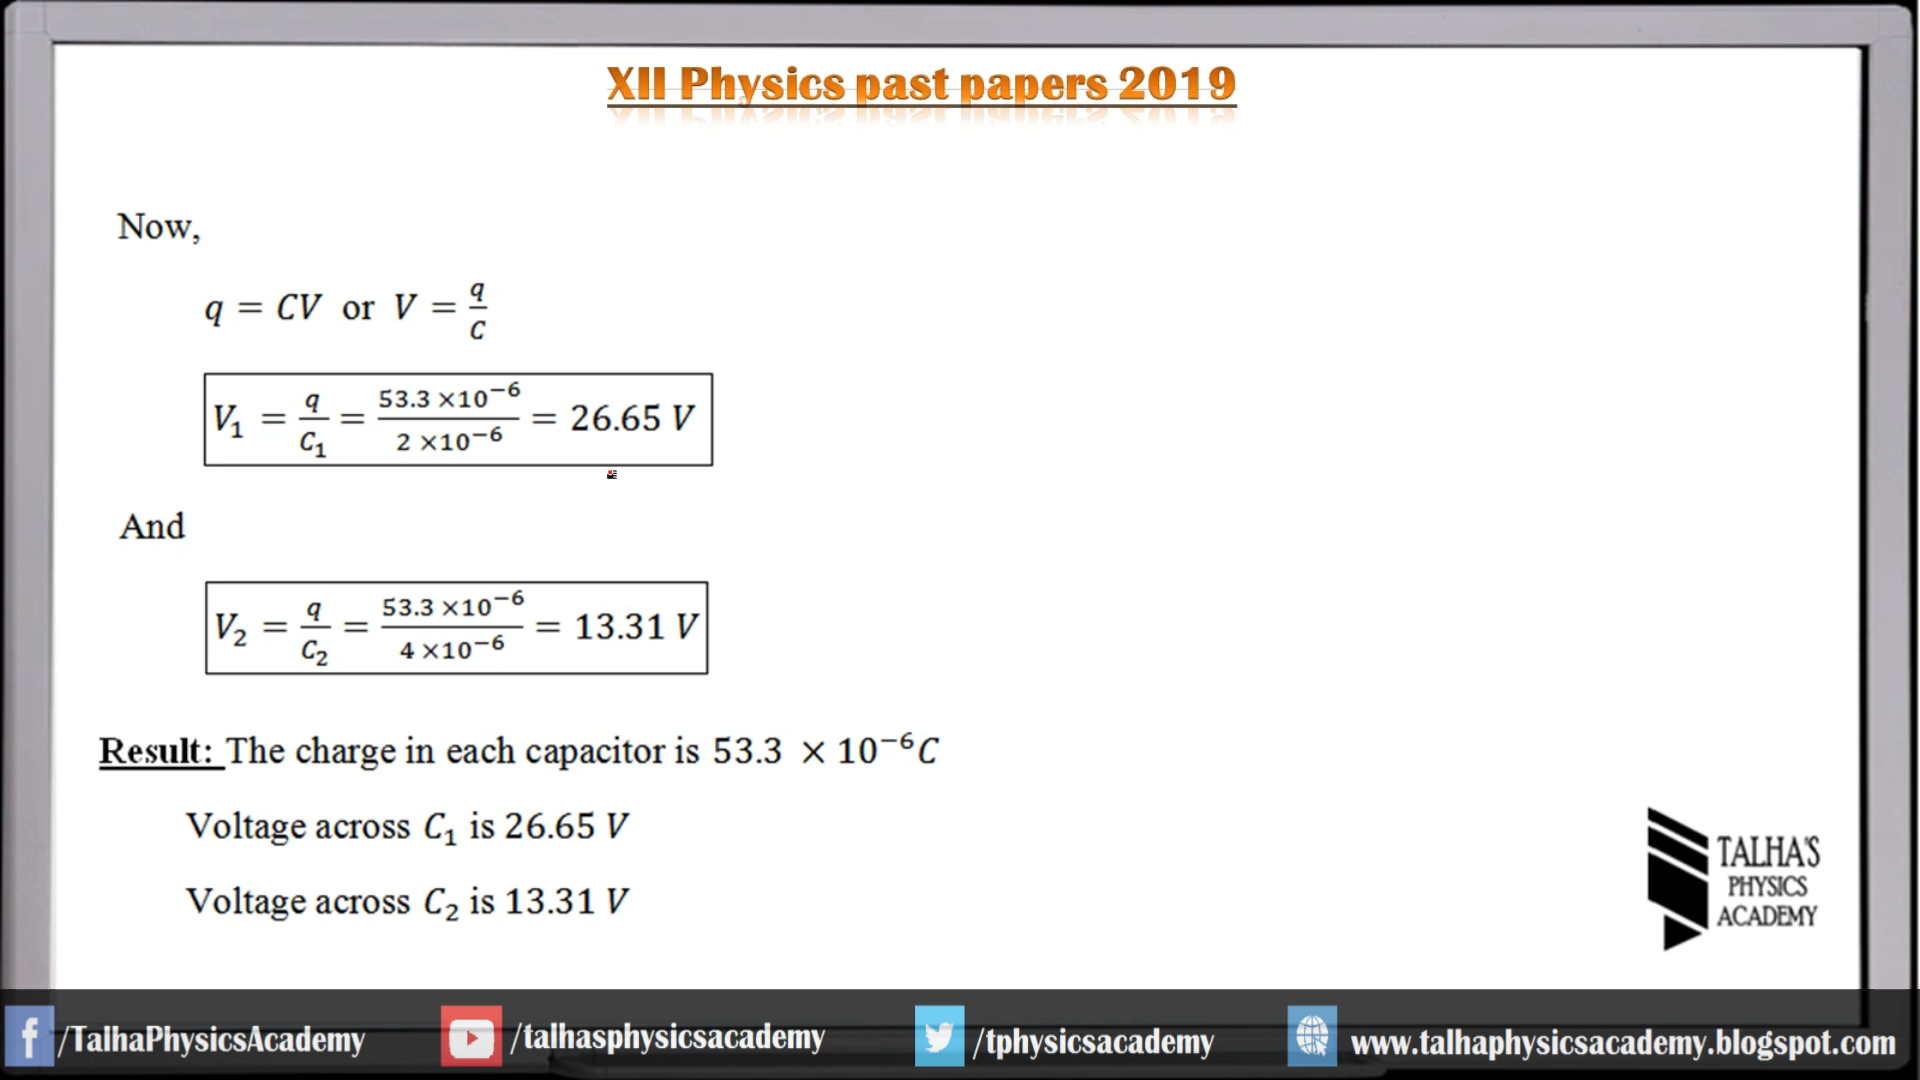 XII Physics past papers 2019
Now,
q = CV or V = q/C
V₁ = q/C₁ = 53.3 ×10⁻⁶/2 ×10⁻⁶ = 26.65 V
And
V₂ = q/C₂ = 53.3 ×10⁻⁶/4 ×10⁻⁶ = 13.31 V
Result: The charge in each capacitor is 53.3 × 10⁻⁶C
Voltage across C₁ is 26.65 V
Voltage across C₂ is 13.31 V
TALHA'S
PHYSICS
ACADEMY
/TalhaPhysicsAcademy
/talhasphysicsacademy
/tphysicsacademy
www.talhaphysicsacademy.blogspot.com